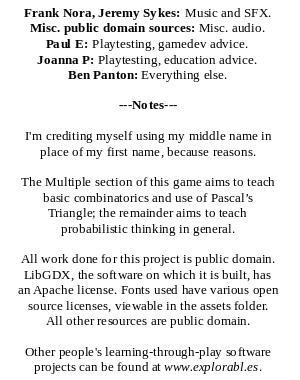 Frank Nora, Jeremy Sykes: Music and SFX.
Misc. public domain sources: Misc. audio.
Paul E: Playtesting, gamedev advice.
Joanna P: Playtesting, education advice.
Ben Panton: Everything else.
---Notes---
I'm crediting myself using my middle name in
place of my first name, because reasons.
The Multiple section of this game aims to teach
basic combinatorics and use of Pascal's
Triangle; the remainder aims to teach
probabilistic thinking in general.
All work done for this project is public domain.
LibGDX, the software on which it is built, has
an Apache license. Fonts used have various open
source licenses, viewable in the assets folder.
All other resources are public domain.
Other people's learning-through-play software
projects can be found at www.explorabl.es.